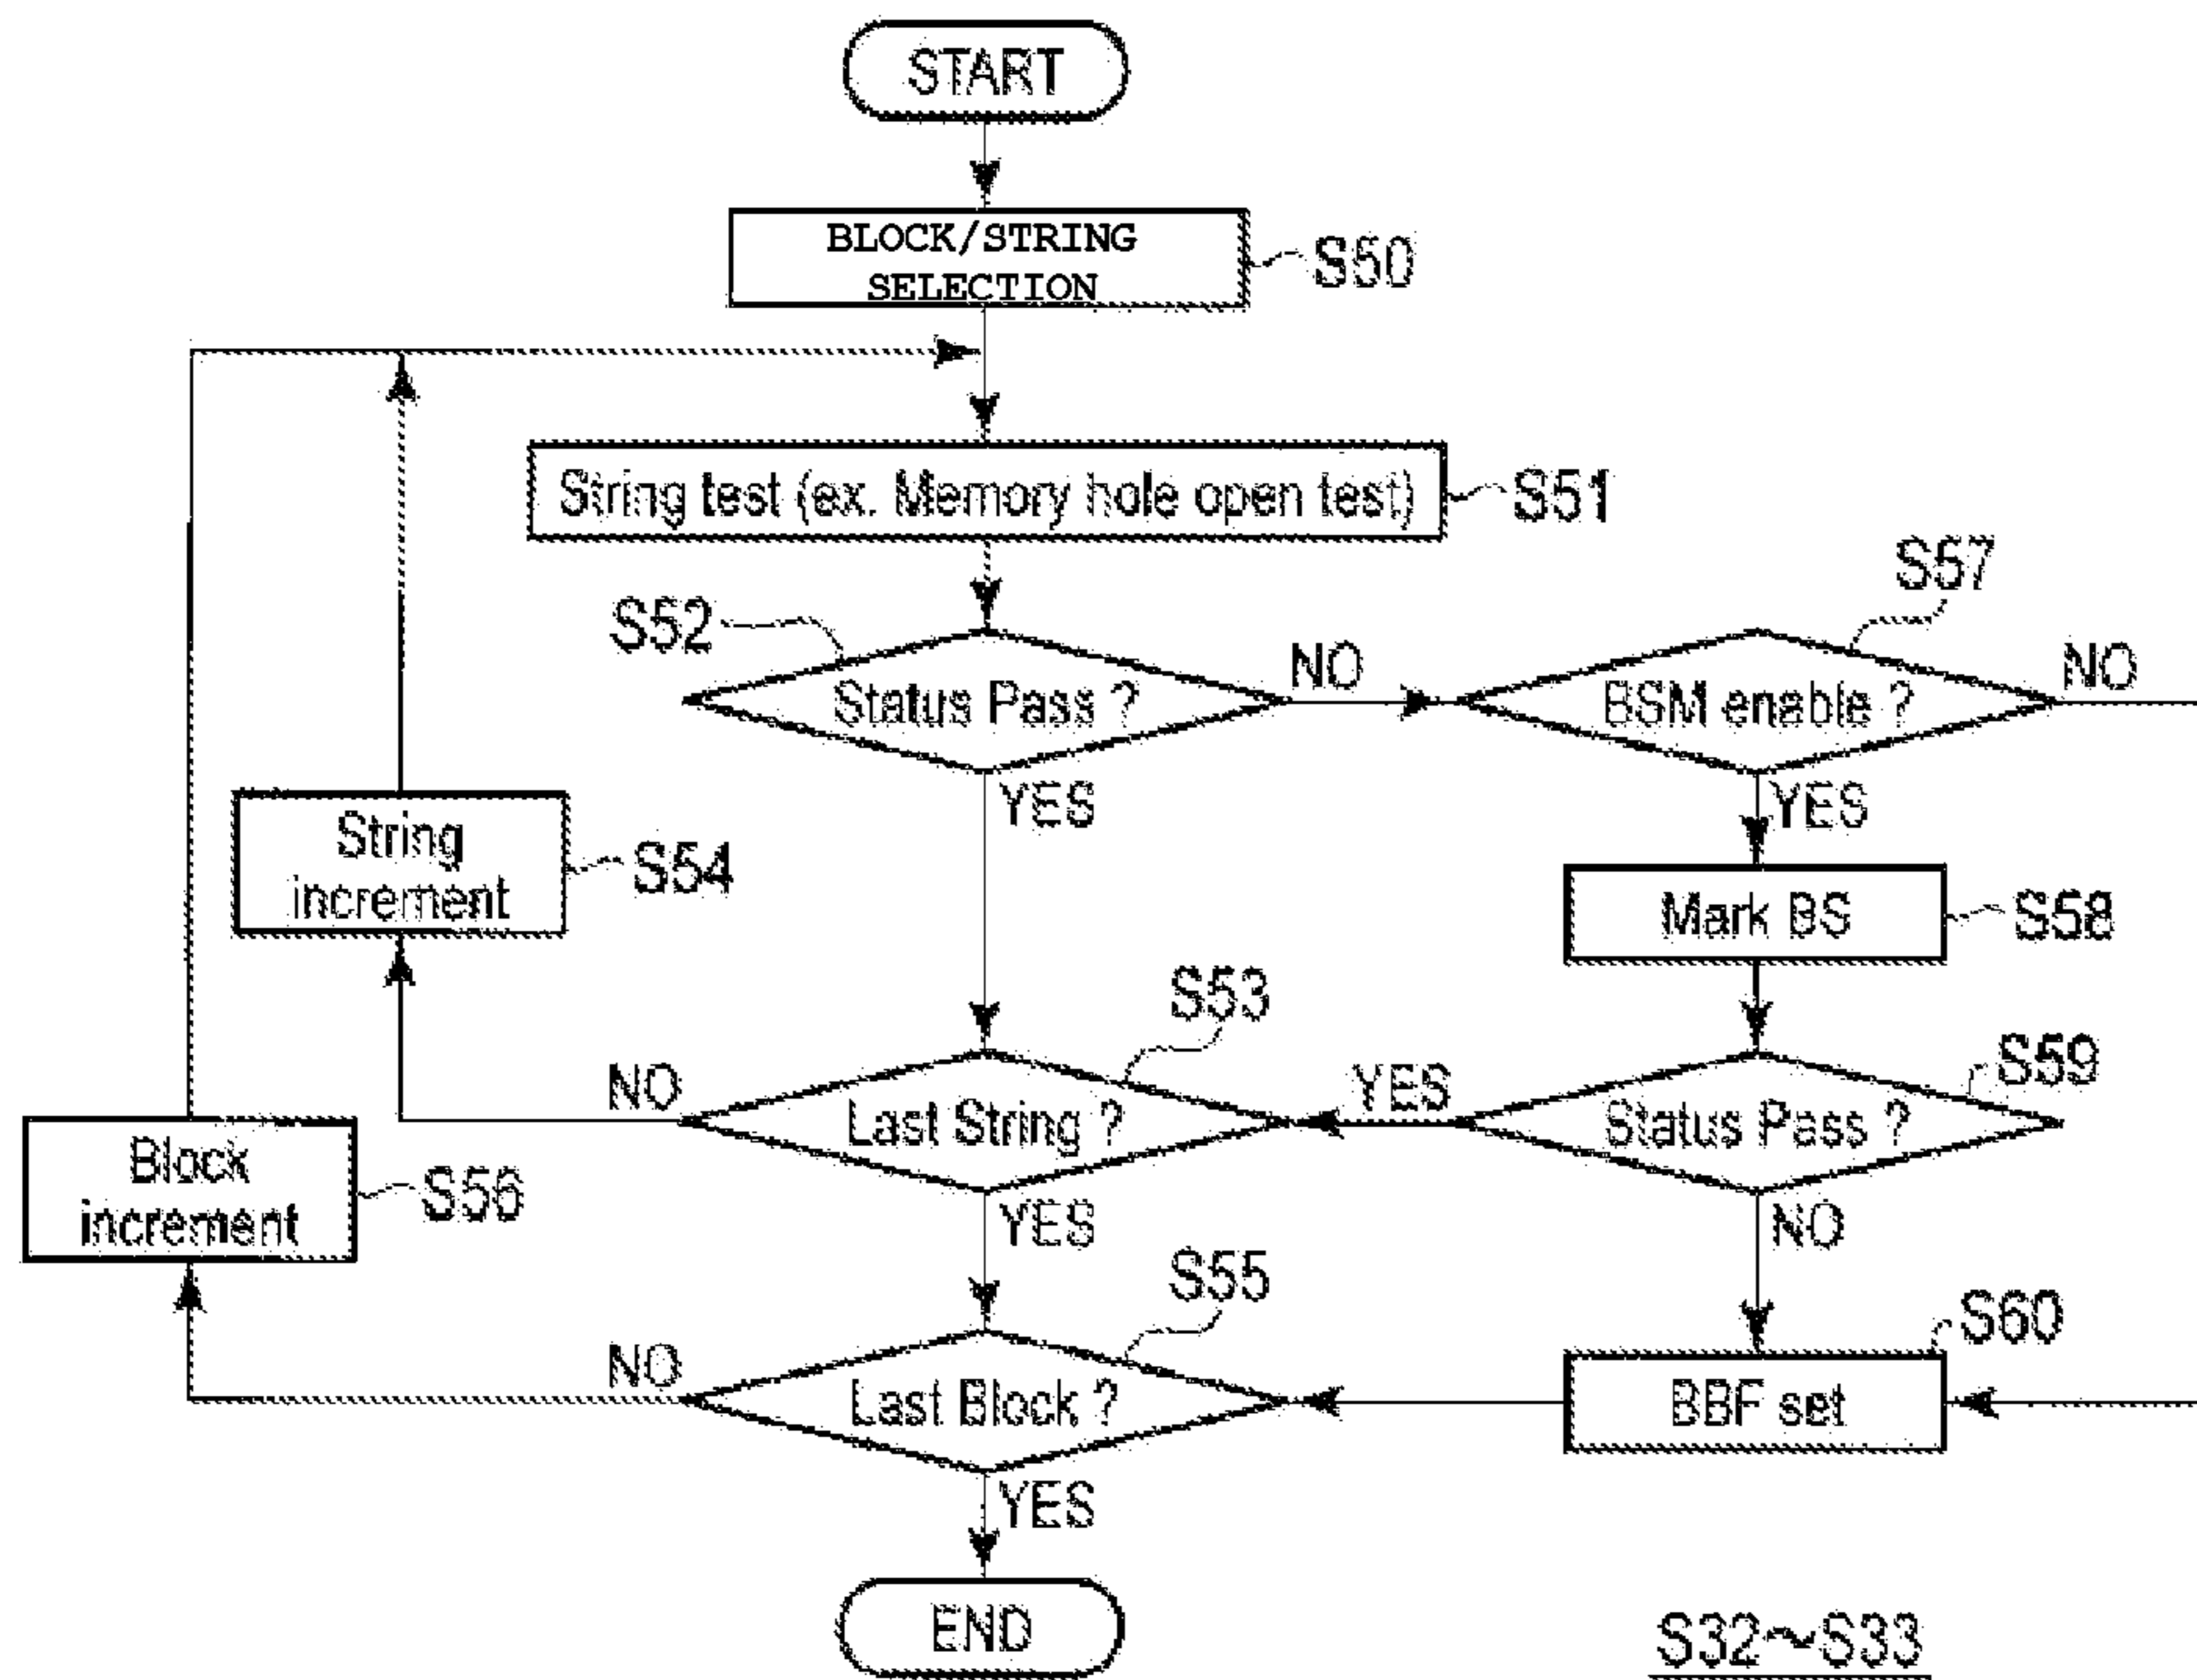 START
BLOCK/STRING
SELECTION
S50
String test (ex. Memory hole open test)
S51
S52
Status Pass ?
NO
YES
S57
BSM enable ?
NO
YES
String
increment
S54
Mark BS
S58
S53
Last String ?
NO
YES
S59
Status Pass ?
YES
NO
Block
increment
S56
S55
Last Block ?
NO
YES
S60
BBF set
END
S32~S33